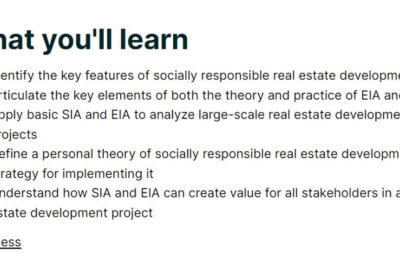 hat you'll learn
entify the key features of socially responsible real estate developme
rticulate the key elements of both the theory and practice of EIA and
pply basic SIA and EIA to analyze large-scale real estate developme
rojects
efine a personal theory of socially responsible real estate developm
trategy for implementing it
nderstand how SIA and EIA can create value for all stakeholders in a
state development project
ess